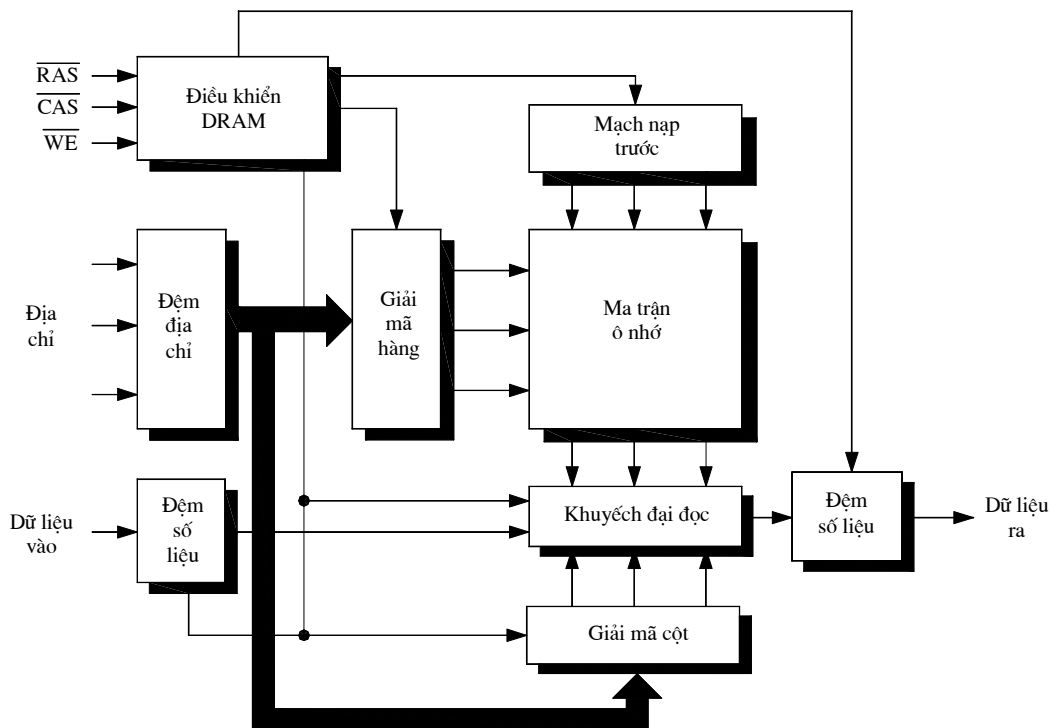 RAS
CAS
WE
Điều khiển
DRAM
Mạch nạp
trước
Địa
chỉ
Đệm
địa
chỉ
Giải
mã
hàng
Ma trận
ô nhớ
Dữ liệu
vào
Đệm
số
liệu
Khuyếch đại đọc
Đệm
số liệu
Dữ liệu
ra
Giải mã cột